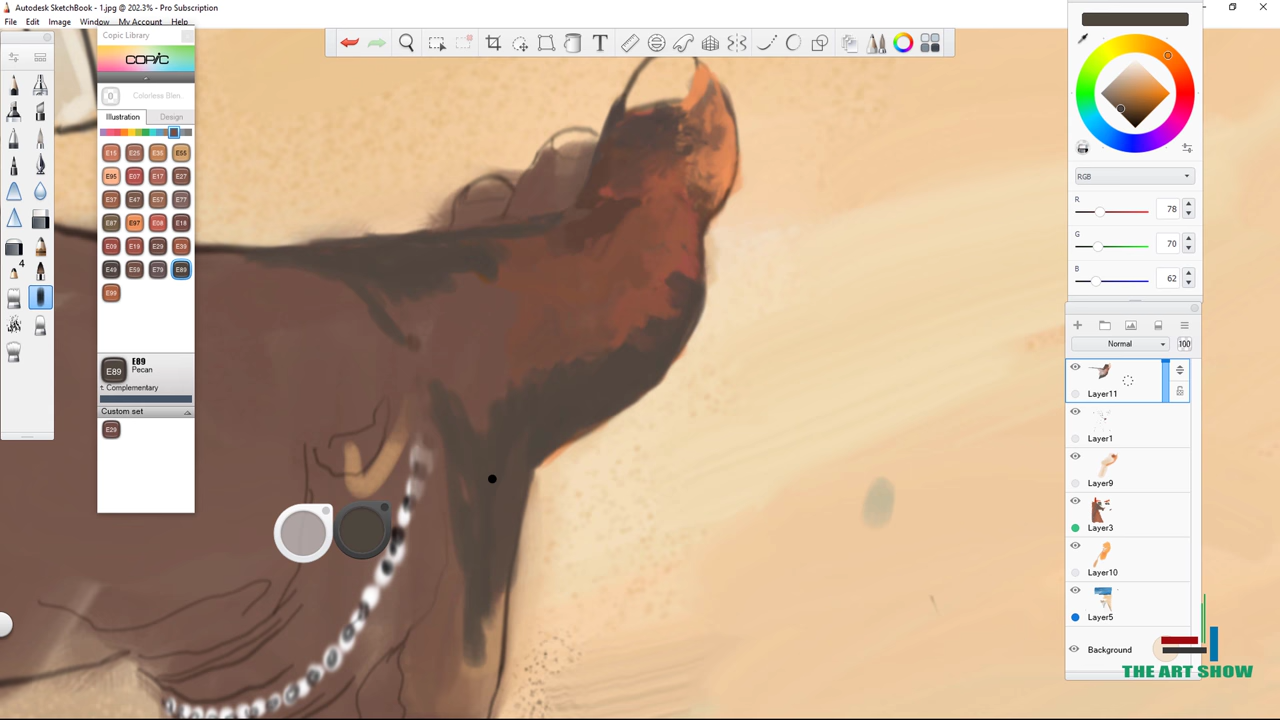 Autodesk SketchBook - 1.jpg @ 202.3% - Pro Subscription
File Edit Image Window My Account Help
Copic Library
COPIC
0 Colorless Blen..
Illustration Design
E15 E25 E35 E55
E95 E07 E17 E27
E37 E47 E57 E77
E87 E97 E08 E18
E09 E19 E29 E39
E49 E59 E79 E89
E99
E89
E89
Pecan
Complementary
Custom set
E29
4
RGB
R 78
G 70
B 62
Normal 100
Layer11
Layer1
Layer9
Layer3
Layer10
Layer5
Background
THE ART SHOW